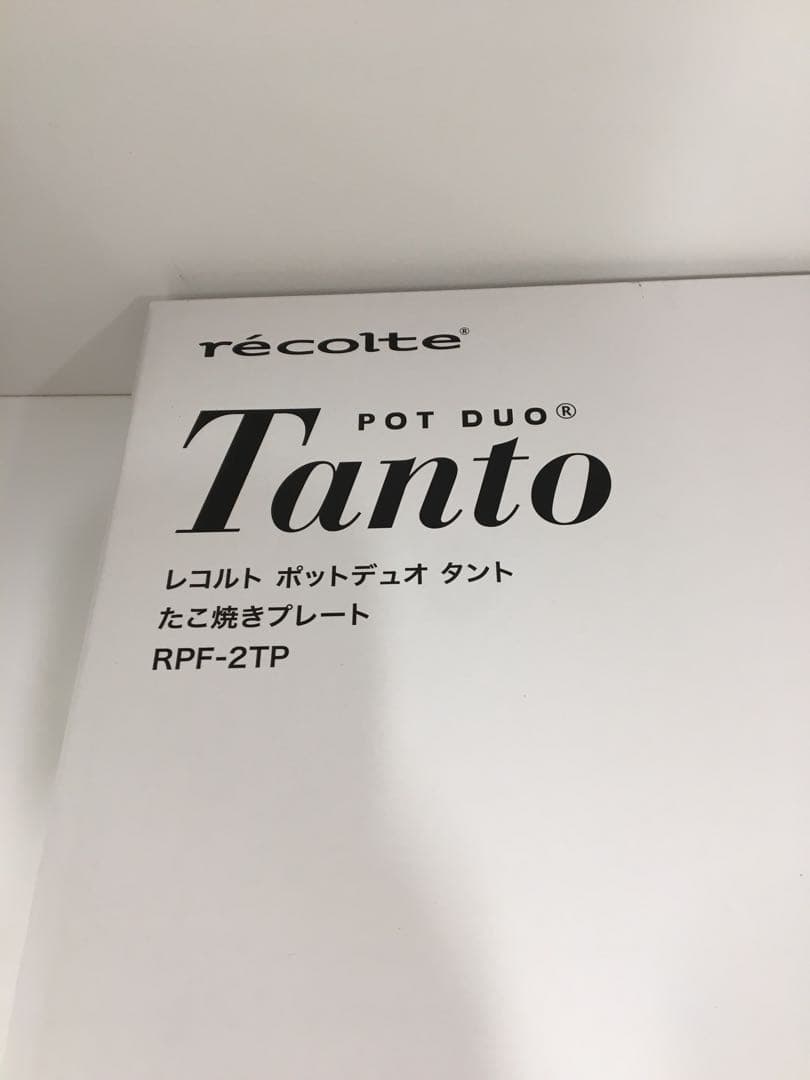 récolte®
POT DUO®
Tanto
レコルト ポットデュオ タント
たこ焼きプレート
RPF-2TP